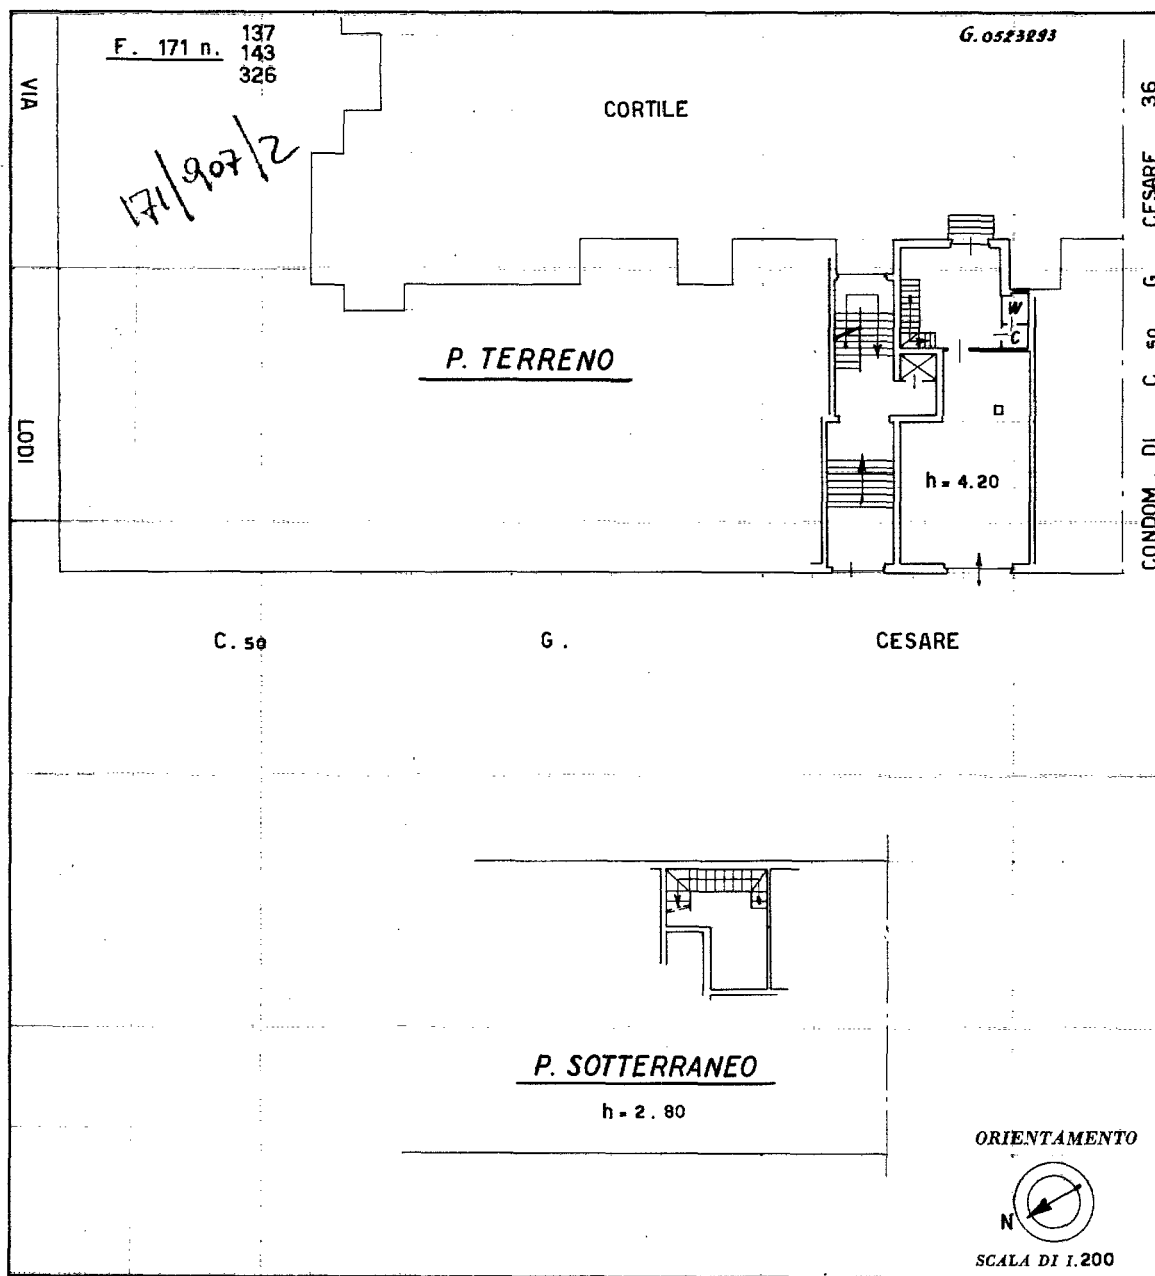 G.0523293
F. 171 n. 137
143
326
171/907/2
VIA LODI
CORTILE
CONDOM. DI C.so G. CESARE 36
W
C
P. TERRENO
h = 4.20
C.so G. CESARE
P. SOTTERRANEO
h = 2.80
ORIENTAMENTO
N
SCALA DI 1.200